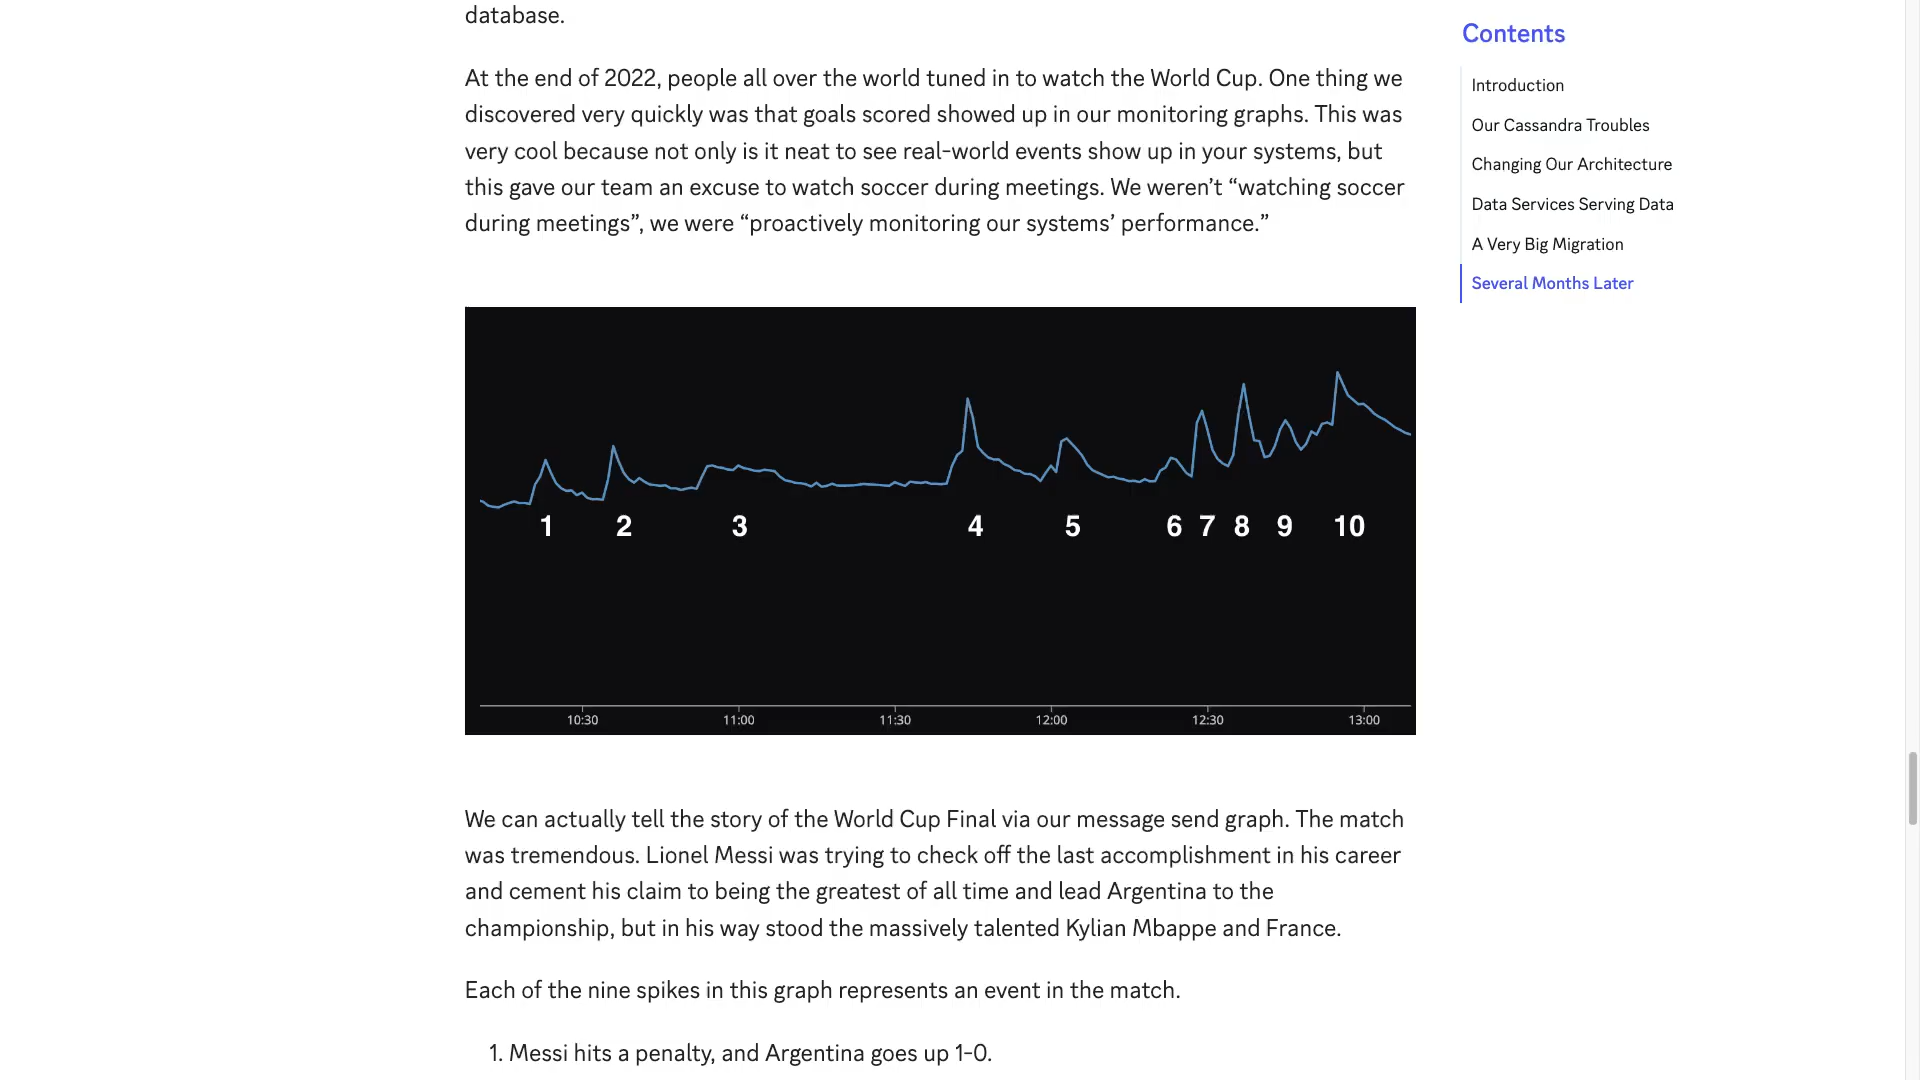 database.
At the end of 2022, people all over the world tuned in to watch the World Cup. One thing we
discovered very quickly was that goals scored showed up in our monitoring graphs. This was
very cool because not only is it neat to see real-world events show up in your systems, but
this gave our team an excuse to watch soccer during meetings. We weren’t “watching soccer
during meetings”, we were “proactively monitoring our systems’ performance.”
1 2 3 4 5 6 7 8 9 10
10:30 11:00 11:30 12:00 12:30 13:00
We can actually tell the story of the World Cup Final via our message send graph. The match
was tremendous. Lionel Messi was trying to check off the last accomplishment in his career
and cement his claim to being the greatest of all time and lead Argentina to the
championship, but in his way stood the massively talented Kylian Mbappe and France.
Each of the nine spikes in this graph represents an event in the match.
1. Messi hits a penalty, and Argentina goes up 1-0.
Contents
Introduction
Our Cassandra Troubles
Changing Our Architecture
Data Services Serving Data
A Very Big Migration
Several Months Later